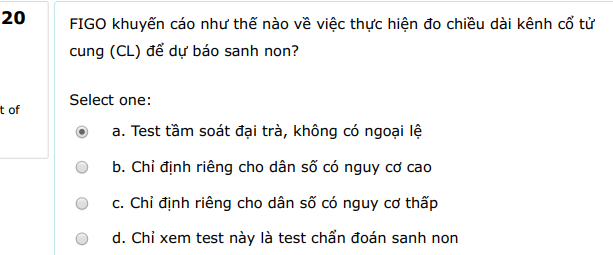 20
FIGO khuyến cáo như thế nào về việc thực hiện đo chiều dài kênh cổ tử
cung (CL) để dự báo sanh non?
t of
Select one:
a. Test tầm soát đại trà, không có ngoại lệ
b. Chỉ định riêng cho dân số có nguy cơ cao
c. Chỉ định riêng cho dân số có nguy cơ thấp
d. Chỉ xem test này là test chẩn đoán sanh non